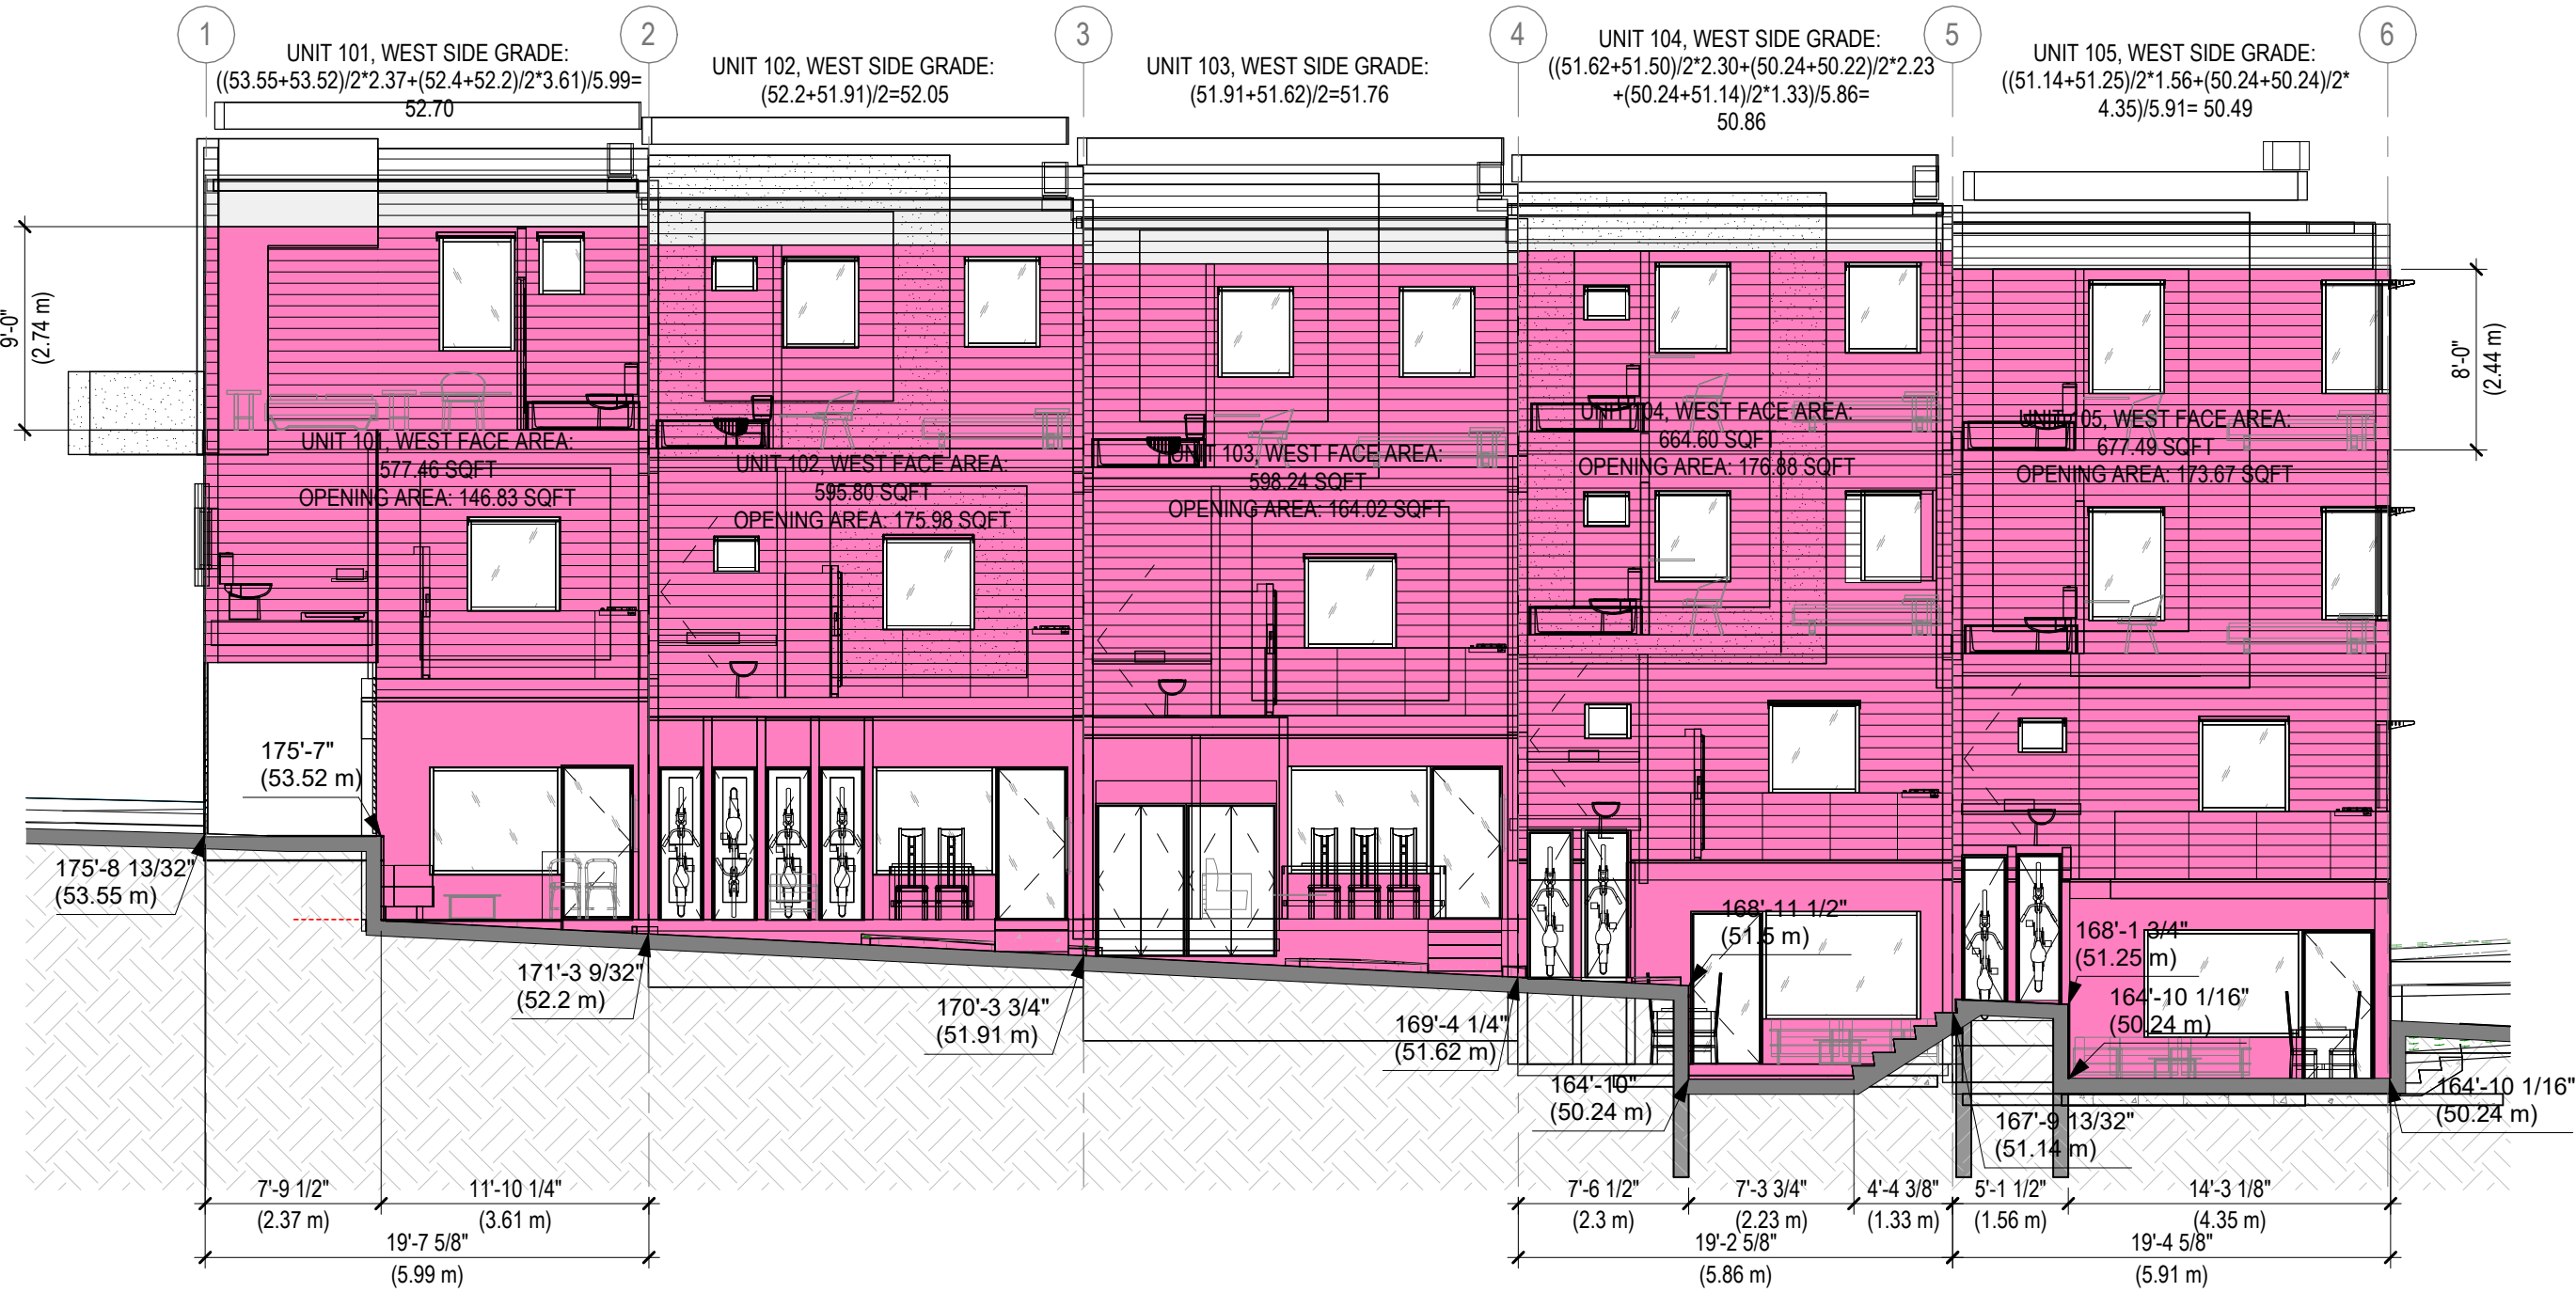 1
2
3
4
5
6
UNIT 101, WEST SIDE GRADE:
((53.55+53.52)/2*2.37+(52.4+52.2)/2*3.61)/5.99=
52.70
UNIT 102, WEST SIDE GRADE:
(52.2+51.91)/2=52.05
UNIT 103, WEST SIDE GRADE:
(51.91+51.62)/2=51.76
UNIT 104, WEST SIDE GRADE:
((51.62+51.50)/2*2.30+(50.24+50.22)/2*2.23
+(50.24+51.14)/2*1.33)/5.86=
50.86
UNIT 105, WEST SIDE GRADE:
((51.14+51.25)/2*1.56+(50.24+50.24)/2*
4.35)/5.91= 50.49
9'-0"
(2.74 m)
8'-0"
(2.44 m)
UNIT 101, WEST FACE AREA:
577.46 SQFT
OPENING AREA: 146.83 SQFT
UNIT 102, WEST FACE AREA:
595.80 SQFT
OPENING AREA: 175.98 SQFT
UNIT 103, WEST FACE AREA:
598.24 SQFT
OPENING AREA: 164.02 SQFT
UNIT 104, WEST FACE AREA:
664.60 SQFT
OPENING AREA: 176.88 SQFT
UNIT 105, WEST FACE AREA:
677.49 SQFT
OPENING AREA: 173.67 SQFT
175'-7"
(53.52 m)
175'-8 13/32"
(53.55 m)
171'-3 9/32"
(52.2 m)
170'-3 3/4"
(51.91 m)
169'-4 1/4"
(51.62 m)
168'-11 1/2"
(51.5 m)
164'-10"
(50.24 m)
168'-1 3/4"
(51.25 m)
164'-10 1/16"
(50.24 m)
167'-9 13/32"
(51.14 m)
164'-10 1/16"
(50.24 m)
7'-9 1/2"
(2.37 m)
11'-10 1/4"
(3.61 m)
19'-7 5/8"
(5.99 m)
7'-6 1/2"
(2.3 m)
7'-3 3/4"
(2.23 m)
4'-4 3/8"
(1.33 m)
5'-1 1/2"
(1.56 m)
14'-3 1/8"
(4.35 m)
19'-2 5/8"
(5.86 m)
19'-4 5/8"
(5.91 m)